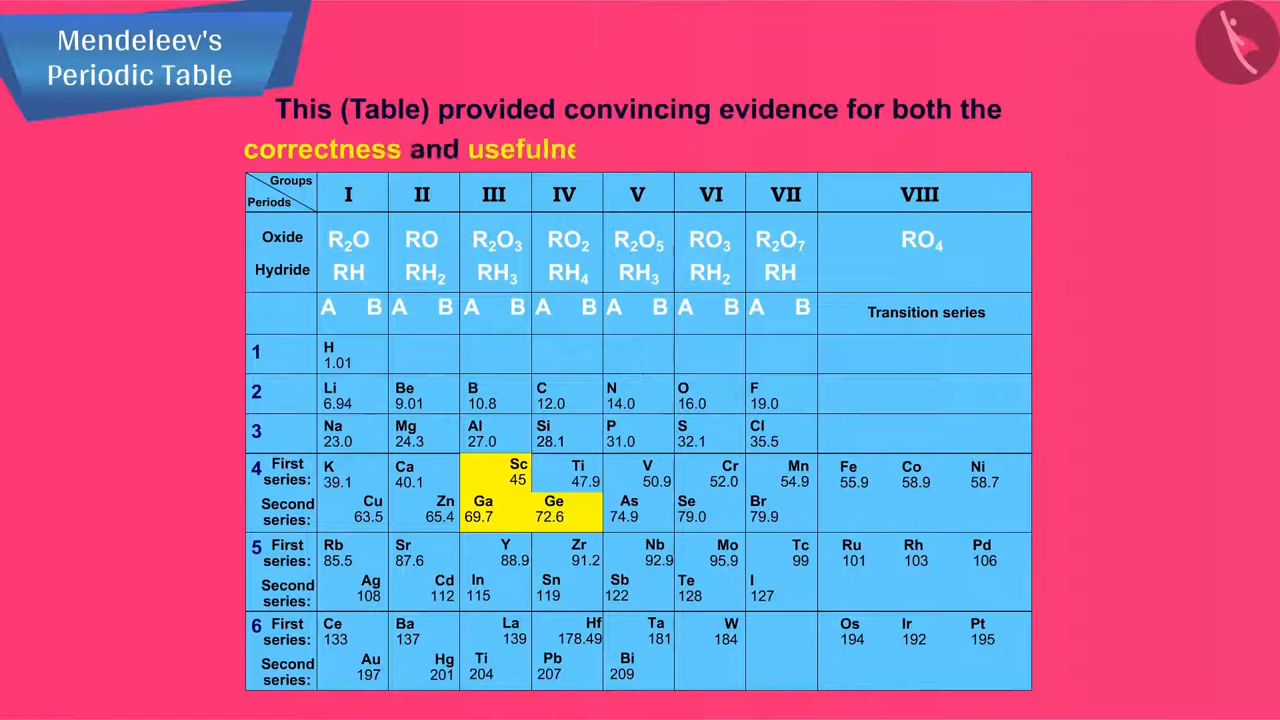 Mendeleev's
Periodic Table
This (Table) provided convincing evidence for both the
correctness and usefulne
Groups
Periods
I II III IV V VI VII VIII
Oxide R₂O RO R₂O₃ RO₂ R₂O₅ RO₃ R₂O₇ RO₄
Hydride RH RH₂ RH₃ RH₄ RH₃ RH₂ RH
A B A B A B A B A B A B A B Transition series
1 H
1.01
2 Li Be B C N O F
6.94 9.01 10.8 12.0 14.0 16.0 19.0
3 Na Mg Al Si P S Cl
23.0 24.3 27.0 28.1 31.0 32.1 35.5
4 First K Ca Sc Ti V Cr Mn Fe Co Ni
series: 39.1 40.1 45 47.9 50.9 52.0 54.9 55.9 58.9 58.7
Second Cu Zn Ga Ge As Se Br
series: 63.5 65.4 69.7 72.6 74.9 79.0 79.9
5 First Rb Sr Y Zr Nb Mo Tc Ru Rh Pd
series: 85.5 87.6 88.9 91.2 92.9 95.9 99 101 103 106
Second Ag Cd In Sn Sb Te I
series: 108 112 115 119 122 128 127
6 First Ce Ba La Hf Ta W Os Ir Pt
series: 133 137 139 178.49 181 184 194 192 195
Second Au Hg Ti Pb Bi
series: 197 201 204 207 209